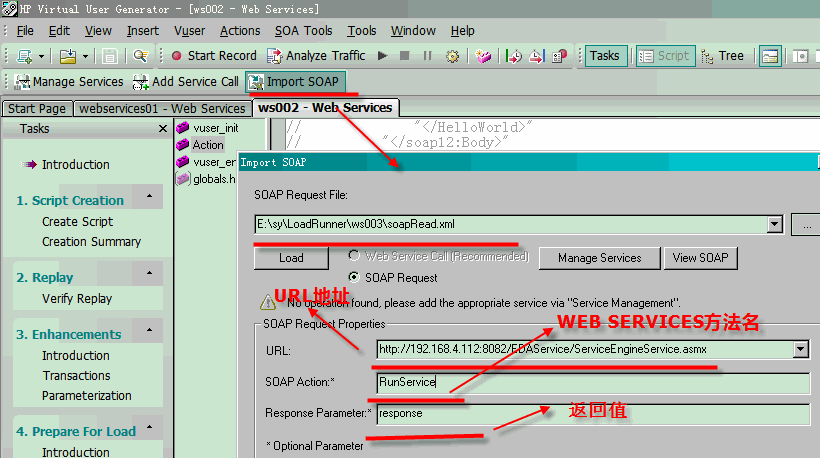 HP Virtual User Generator - [ws002 - Web Services]
File Edit View Insert Vuser Actions SOA Tools Tools Window Help
Start Record Analyze Traffic Tasks Script Tree
Manage Services Add Service Call Import SOAP
Start Page webservices01 - Web Services ws002 - Web Services
Tasks
vuser_init
Action
vuser_er
globals.h
// "</HelloWorld>"
// "</soap12:Body>"
Introduction
1. Script Creation
Create Script
Creation Summary
2. Replay
Verify Replay
3. Enhancements
Introduction
Transactions
Parameterization
4. Prepare For Load
Introduction
Import SOAP
SOAP Request File:
E:\sy\LoadRunner\ws003\soapRead.xml
...
Load
Web Service Call (Recommended)
SOAP Request
Manage Services
View SOAP
URL地址
No operation found, please add the appropriate service via "Service Management".
SOAP Request Properties
WEB SERVICES方法名
URL:
http://192.168.4.112:8082/EDAService/ServiceEngineService.asmx
SOAP Action:*
RunService
Response Parameter:*
response
返回值
* Optional Parameter